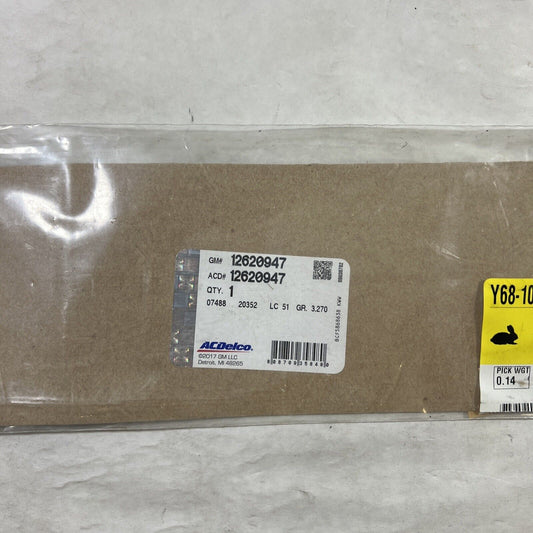 GM# 12620947
ACD# 12620947
QTY. 1
07488 20352 LC 51 GR. 3.270
ACDelco.
©2017 GM LLC
Detroit, MI 48265
Y68-10
PICK WGT
0.14